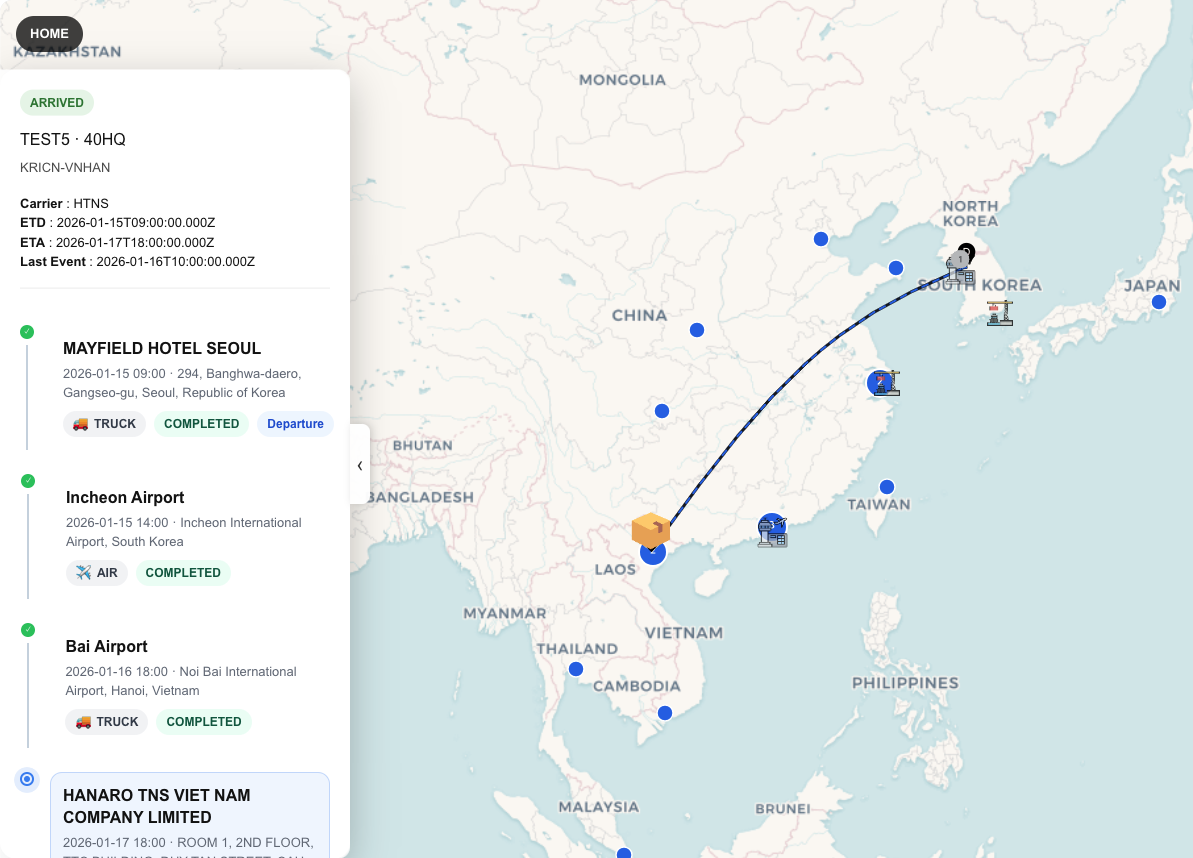 HOME
KAZAKHSTAN
ARRIVED
TEST5 · 40HQ
KRICN-VNHAN
Carrier : HTNS
ETD : 2026-01-15T09:00:00.000Z
ETA : 2026-01-17T18:00:00.000Z
Last Event : 2026-01-16T10:00:00.000Z
MAYFIELD HOTEL SEOUL
2026-01-15 09:00 · 294, Banghwa-daero,
Gangseo-gu, Seoul, Republic of Korea
TRUCK COMPLETED Departure
Incheon Airport
2026-01-15 14:00 · Incheon International
Airport, South Korea
AIR COMPLETED
Bai Airport
2026-01-16 18:00 · Noi Bai International
Airport, Hanoi, Vietnam
TRUCK COMPLETED
HANARO TNS VIET NAM
COMPANY LIMITED
2026-01-17 18:00 · ROOM 1, 2ND FLOOR,
MONGOLIA
NORTH
KOREA
1
SOUTH KOREA
JAPAN
CHINA
2
BHUTAN
BANGLADESH
TAIWAN
LAOS
MYANMAR
VIETNAM
THAILAND
CAMBODIA
PHILIPPINES
MALAYSIA
BRUNEI